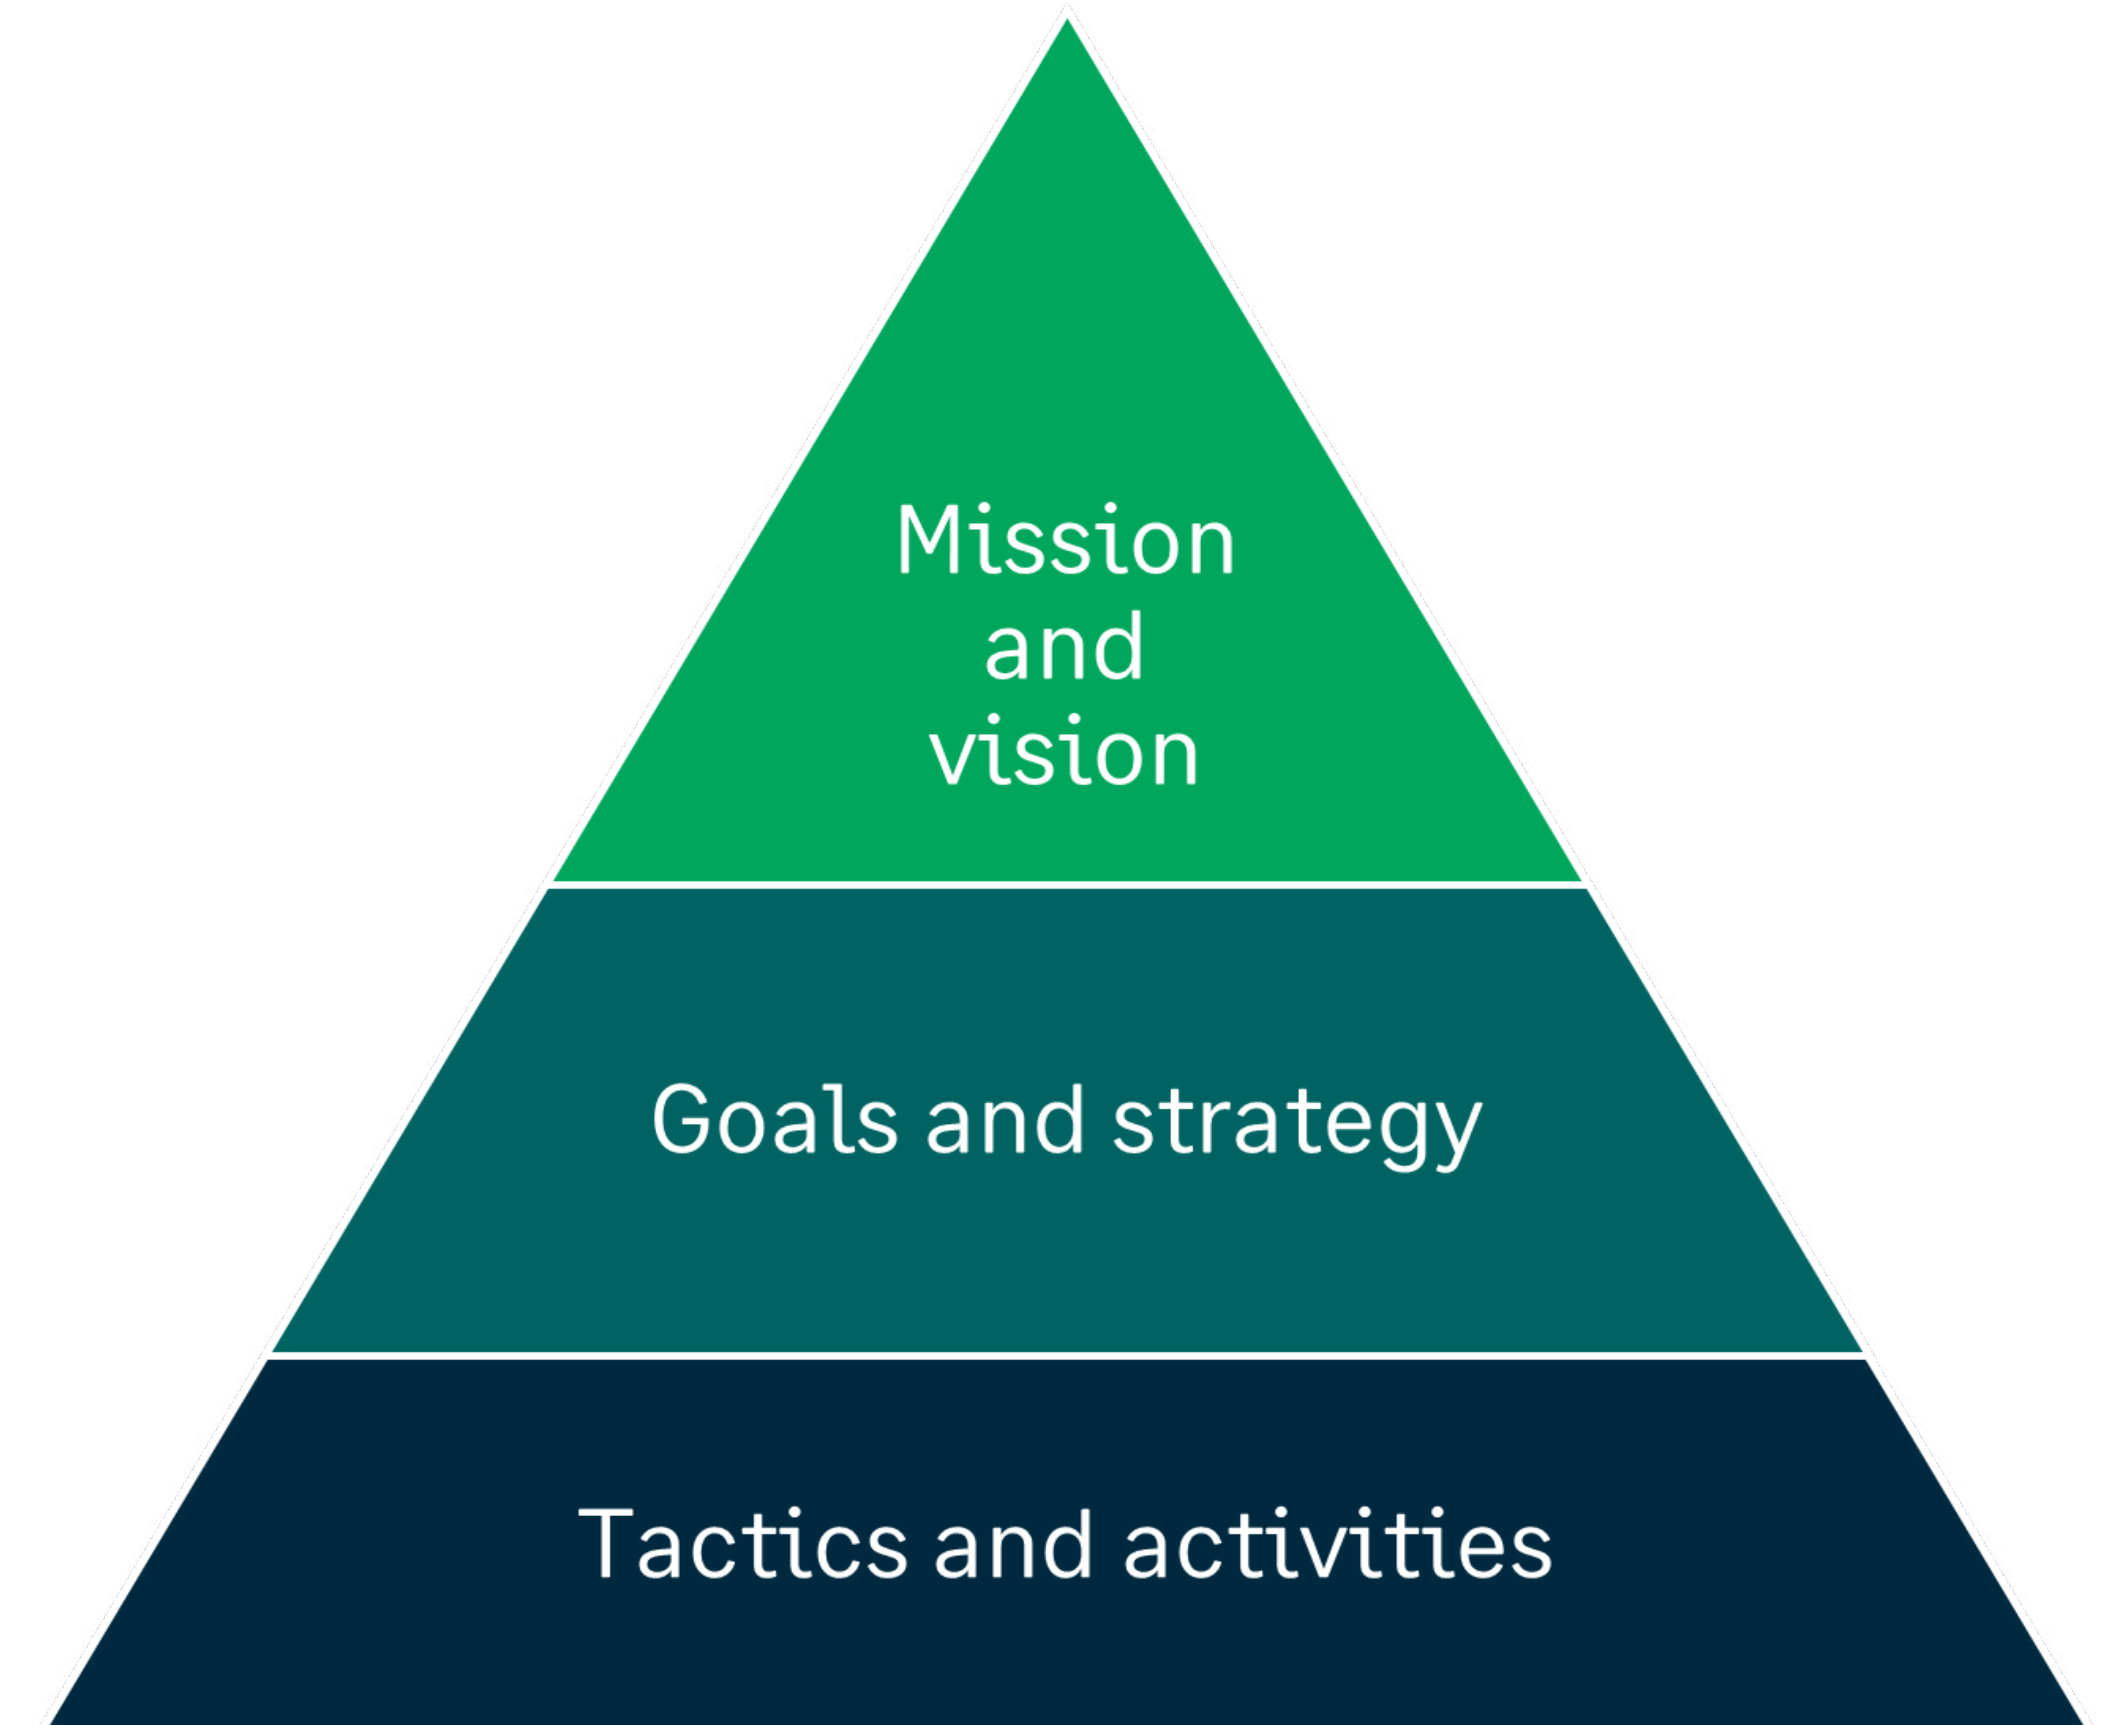 Mission
and
vision
Goals and strategy
Tactics and activities